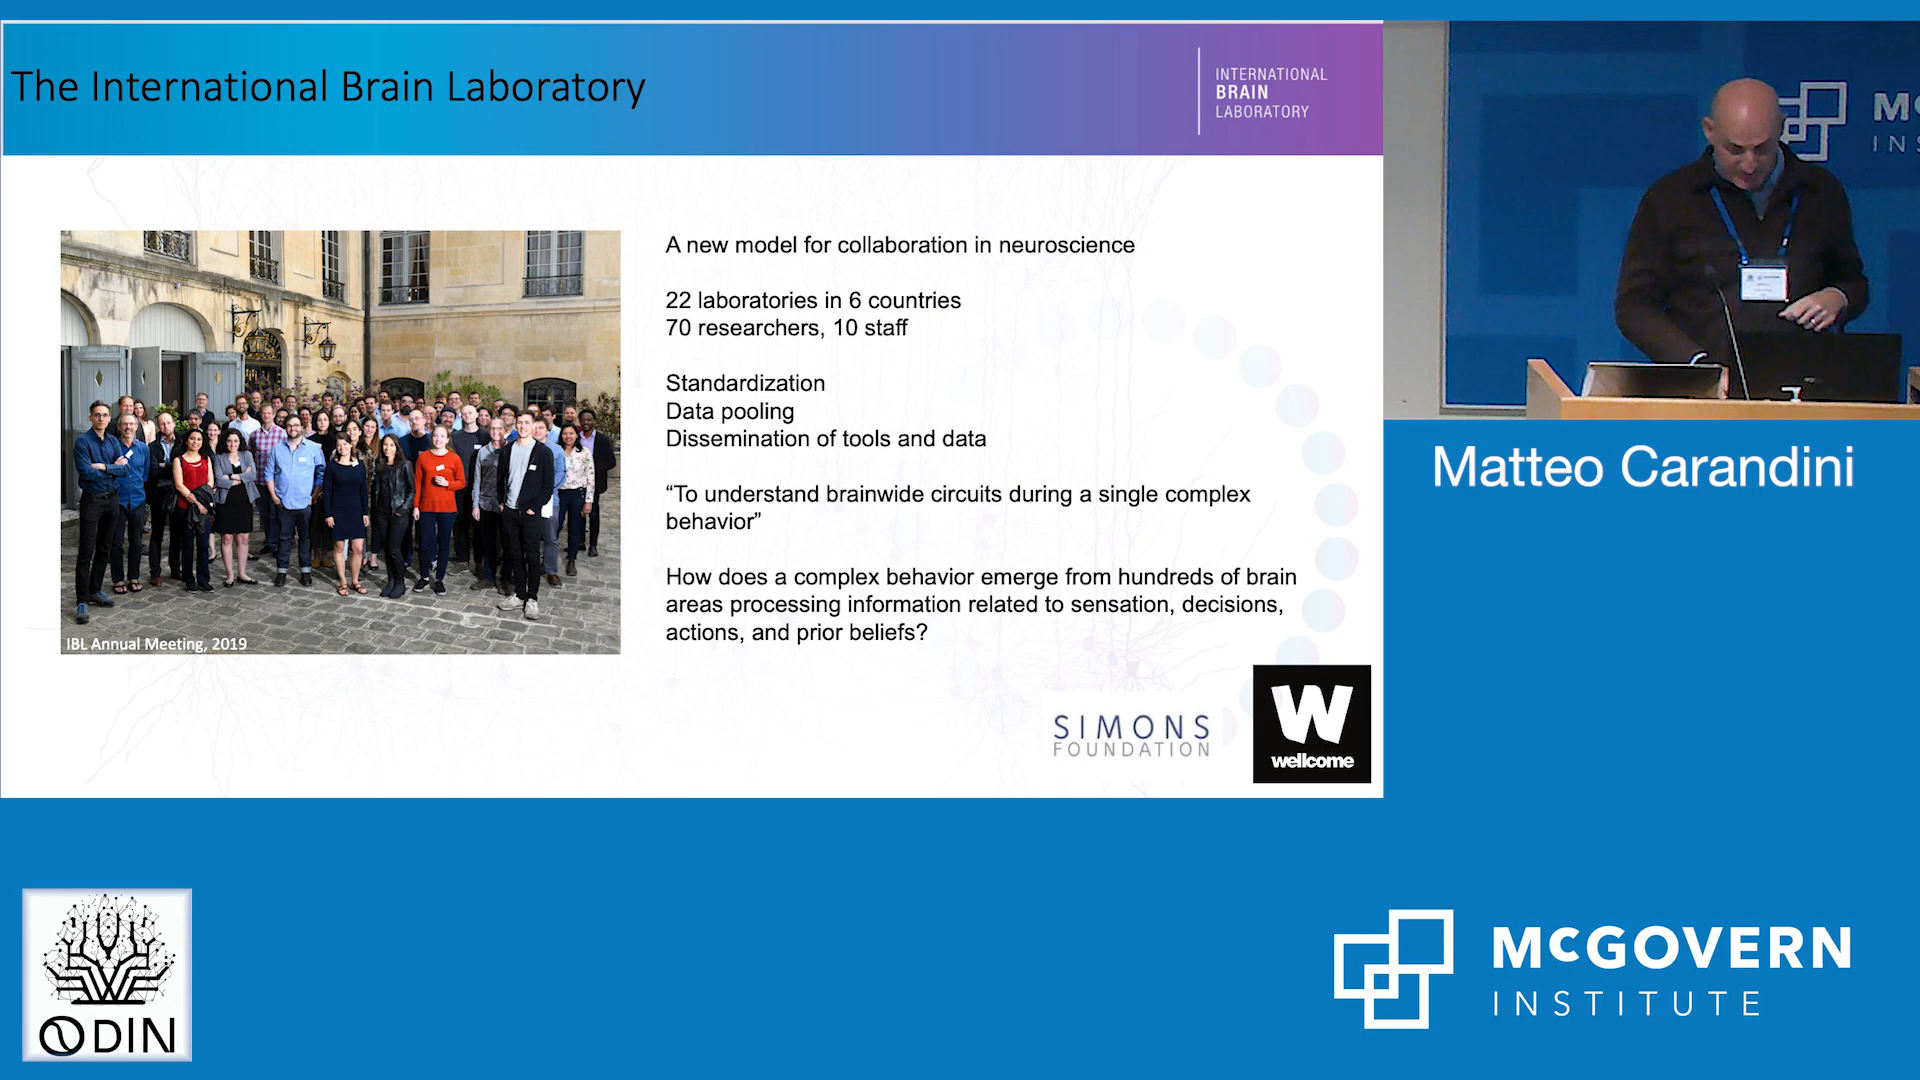 The International Brain Laboratory
INTERNATIONAL
BRAIN
LABORATORY
A new model for collaboration in neuroscience
22 laboratories in 6 countries
70 researchers, 10 staff
Standardization
Data pooling
Dissemination of tools and data
“To understand brainwide circuits during a single complex
behavior”
How does a complex behavior emerge from hundreds of brain
areas processing information related to sensation, decisions,
actions, and prior beliefs?
IBL Annual Meeting, 2019
SIMONS
FOUNDATION
W
wellcome
Matteo Carandini
ODIN
McGOVERN
INSTITUTE